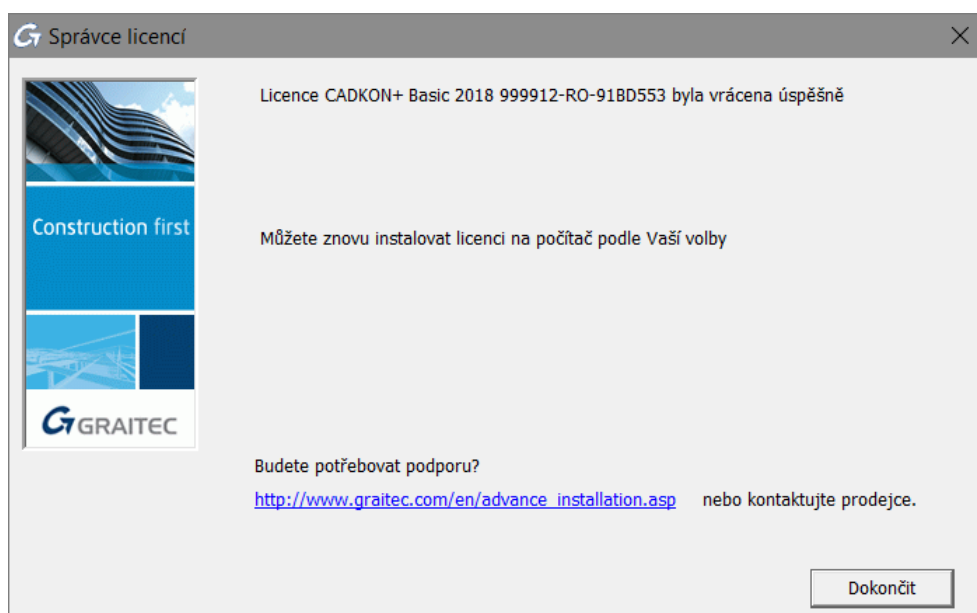 Správce licencí
Licence CADKON+ Basic 2018 999912-RO-91BD553 byla vrácena úspěšně
Construction first
Můžete znovu instalovat licenci na počítač podle Vaší volby
GRAITEC
Budete potřebovat podporu?
http://www.graitec.com/en/advance_installation.asp nebo kontaktujte prodejce.
Dokončit